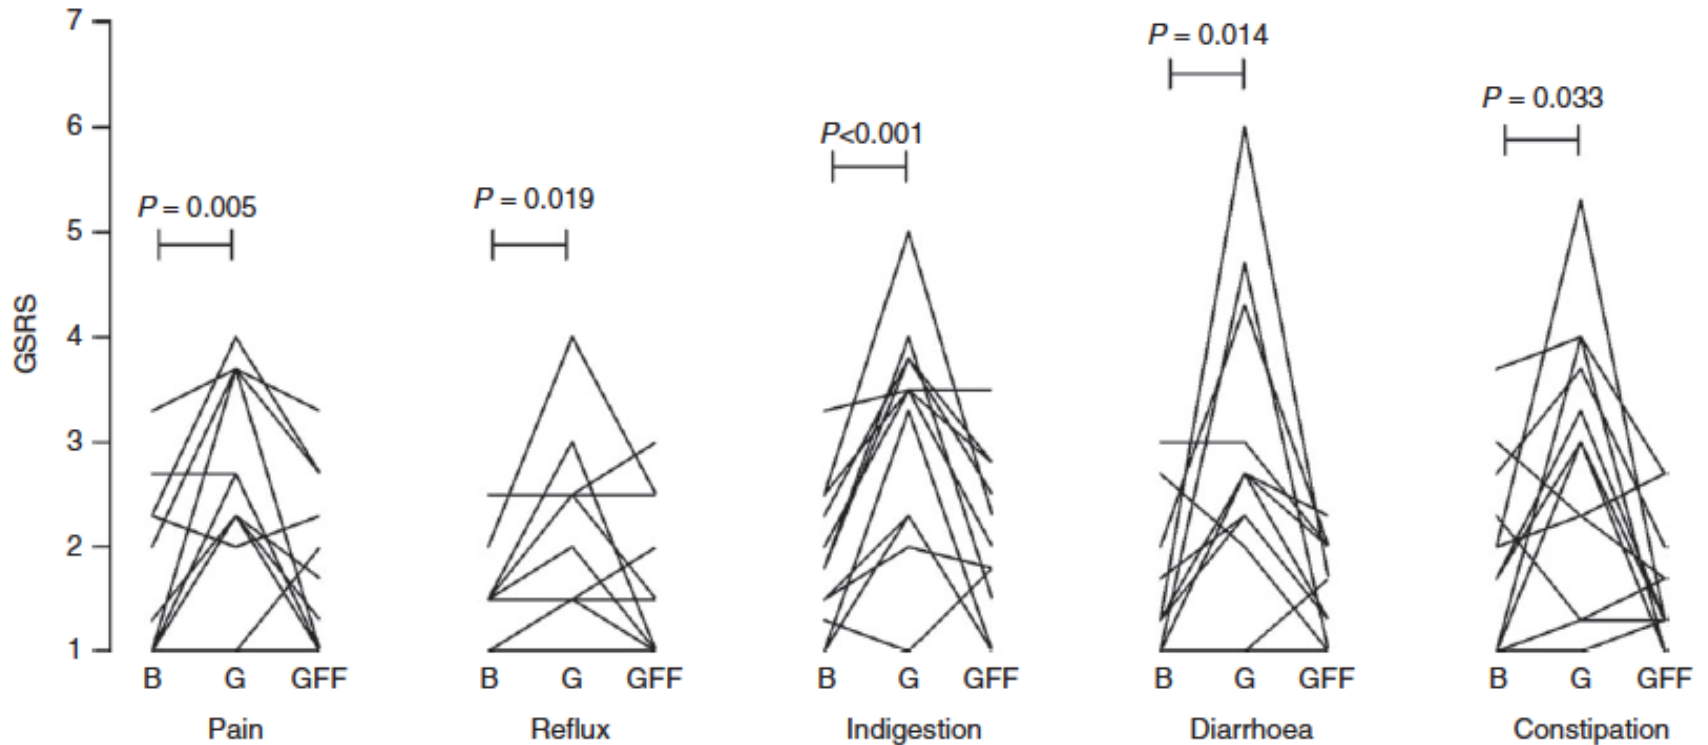 7
P = 0.014
6
P = 0.033
P<0.001
P = 0.005
P = 0.019
5
4
GSRS
3
2
1
B G GFF B G GFF B G GFF B G GFF B G GFF
Pain Reflux Indigestion Diarrhoea Constipation